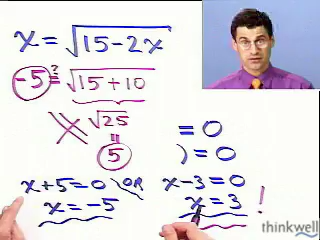 x = √15 - 2x
-5 ?= √15 + 10
√25
=
5
= 0
) = 0
x + 5 = 0 OR x - 3 = 0
x = -5 x = 3 !
thinkwell